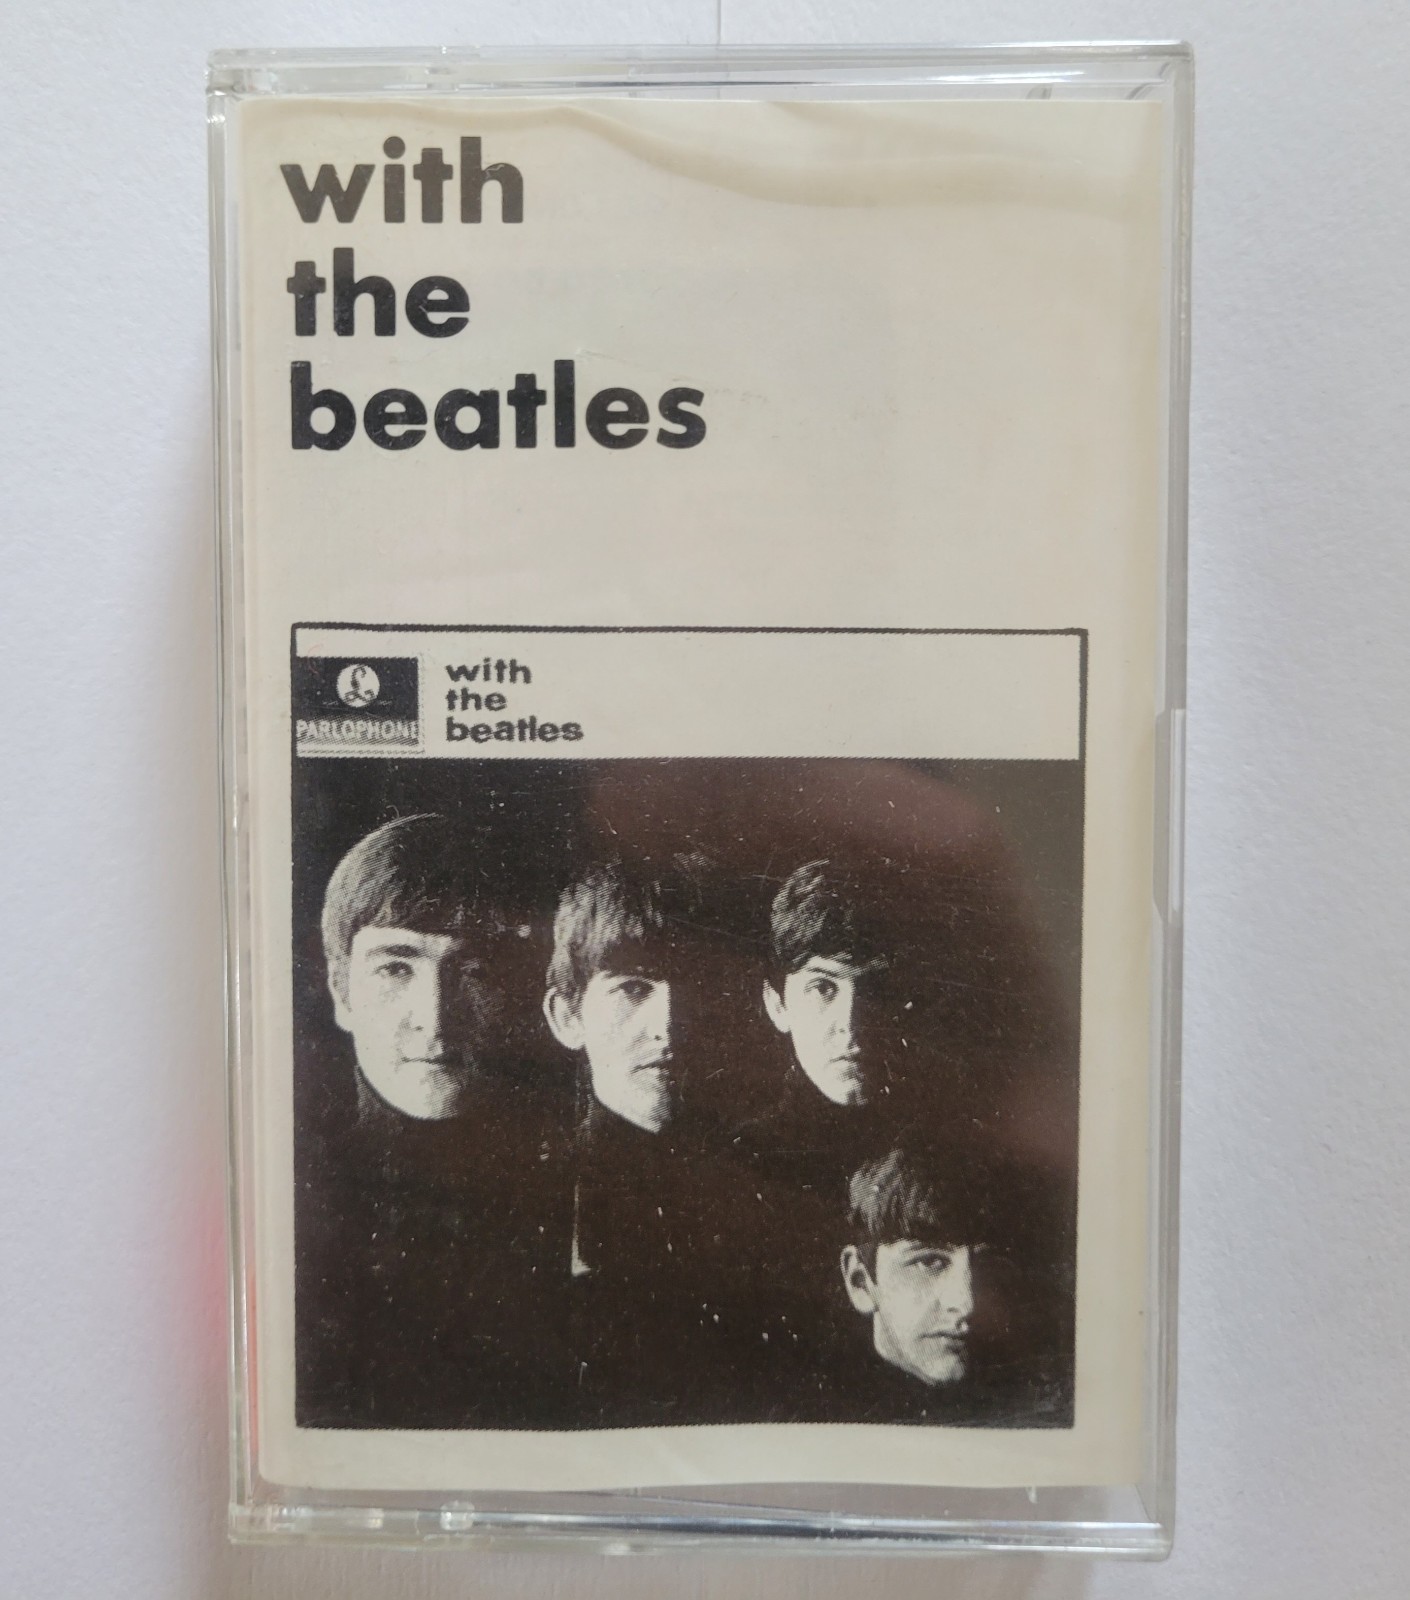 with
the
beatles
PARLOPHONE
with
the
beatles